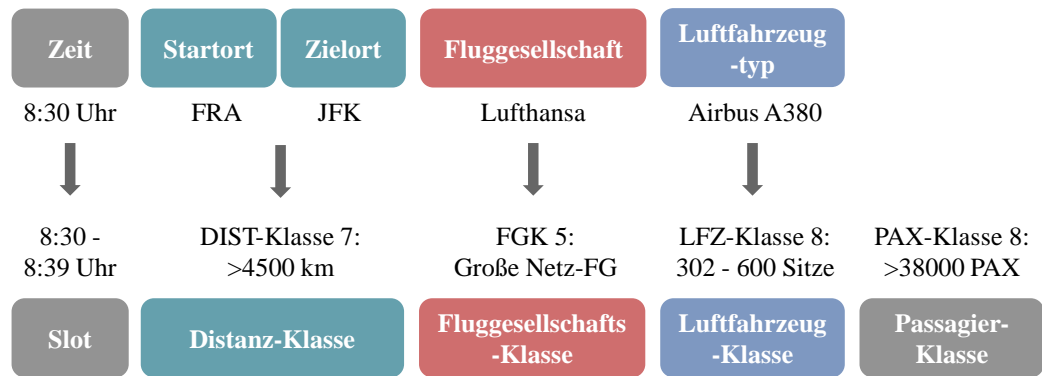 Zeit
Startort
Zielort
Fluggesellschaft
Luftfahrzeug
-typ
8:30 Uhr
FRA
JFK
Lufthansa
Airbus A380
8:30 -
8:39 Uhr
DIST-Klasse 7:
>4500 km
FGK 5:
Große Netz-FG
LFZ-Klasse 8:
302 - 600 Sitze
PAX-Klasse 8:
>38000 PAX
Slot
Distanz-Klasse
Fluggesellschafts
-Klasse
Luftfahrzeug
-Klasse
Passagier-
Klasse